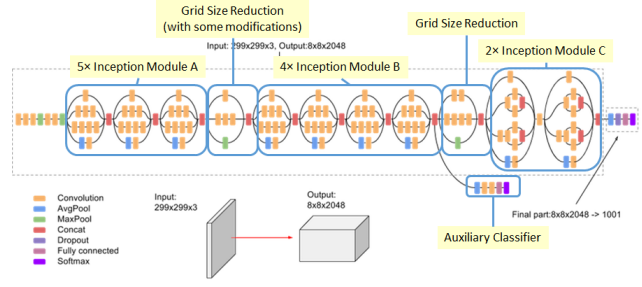 Grid Size Reduction
(with some modifications)
Grid Size Reduction
Input: 299x299x3, Output:8x8x2048
5× Inception Module A
4× Inception Module B
2× Inception Module C
Convolution
AvgPool
MaxPool
Concat
Dropout
Fully connected
Softmax
Input:
299x299x3
Output:
8x8x2048
Final part:8x8x2048 -> 1001
Auxiliary Classifier